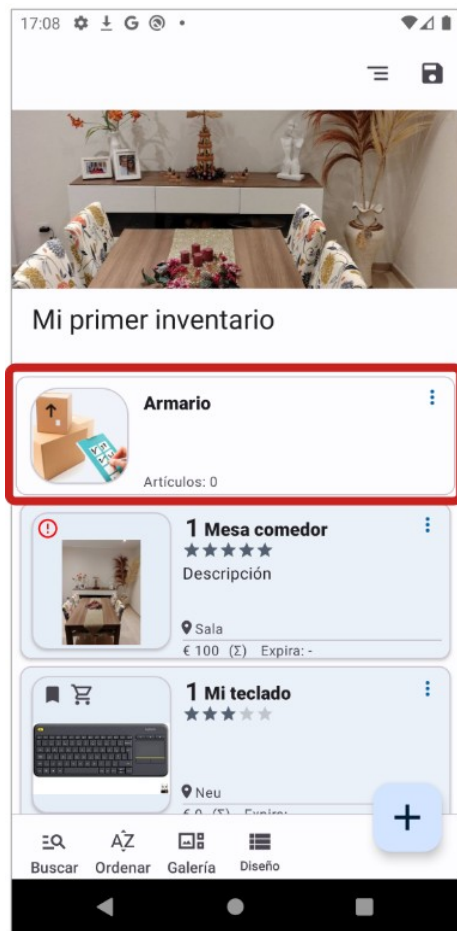 17:08 G
Mi primer inventario
Armario
Artículos: 0
1 Mesa comedor
Descripción
Sala
€ 100 (Σ) Expira: -
1 Mi teclado
Neu
€ 0 (Σ) Expira:
Buscar Ordenar Galería Diseño